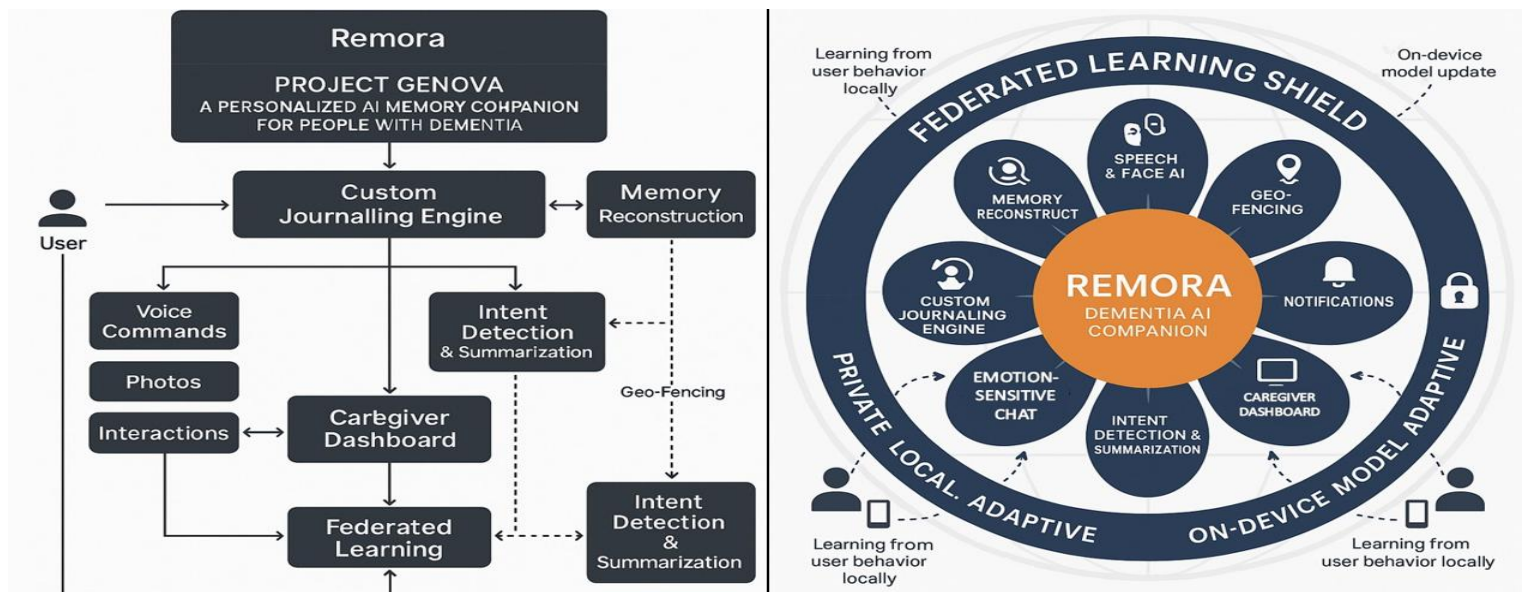 Remora
PROJECT GENOVA
A PERSONALIZED AI MEMORY COMPANION
FOR PEOPLE WITH DEMENTIA
Custom
Journalling Engine
Memory
Reconstruction
User
Voice
Commands
Intent
Detection
& Summarization
Photos
Geo-Fencing
Interactions
Caregiver
Dashboard
Federated
Learning
Intent
Detection
&
Summarization
Learning from
user behavior
locally
On-device
model update
FEDERATED LEARNING SHIELD
SPEECH
& FACE AI
MEMORY
RECONSTRUCT
GEO-
FENCING
CUSTOM
JOURNALING
ENGINE
REMORA
DEMENTIA AI
COMPANION
NOTIFICATIONS
EMOTION-
SENSITIVE
CHAT
INTENT
DETECTION &
SUMMARIZATION
CAREGIVER
DASHBOARD
PRIVATE LOCAL. ADAPTIVE
ON-DEVICE MODEL ADAPTIVE
Learning from
user behavior
locally
Learning from
user behavior locally